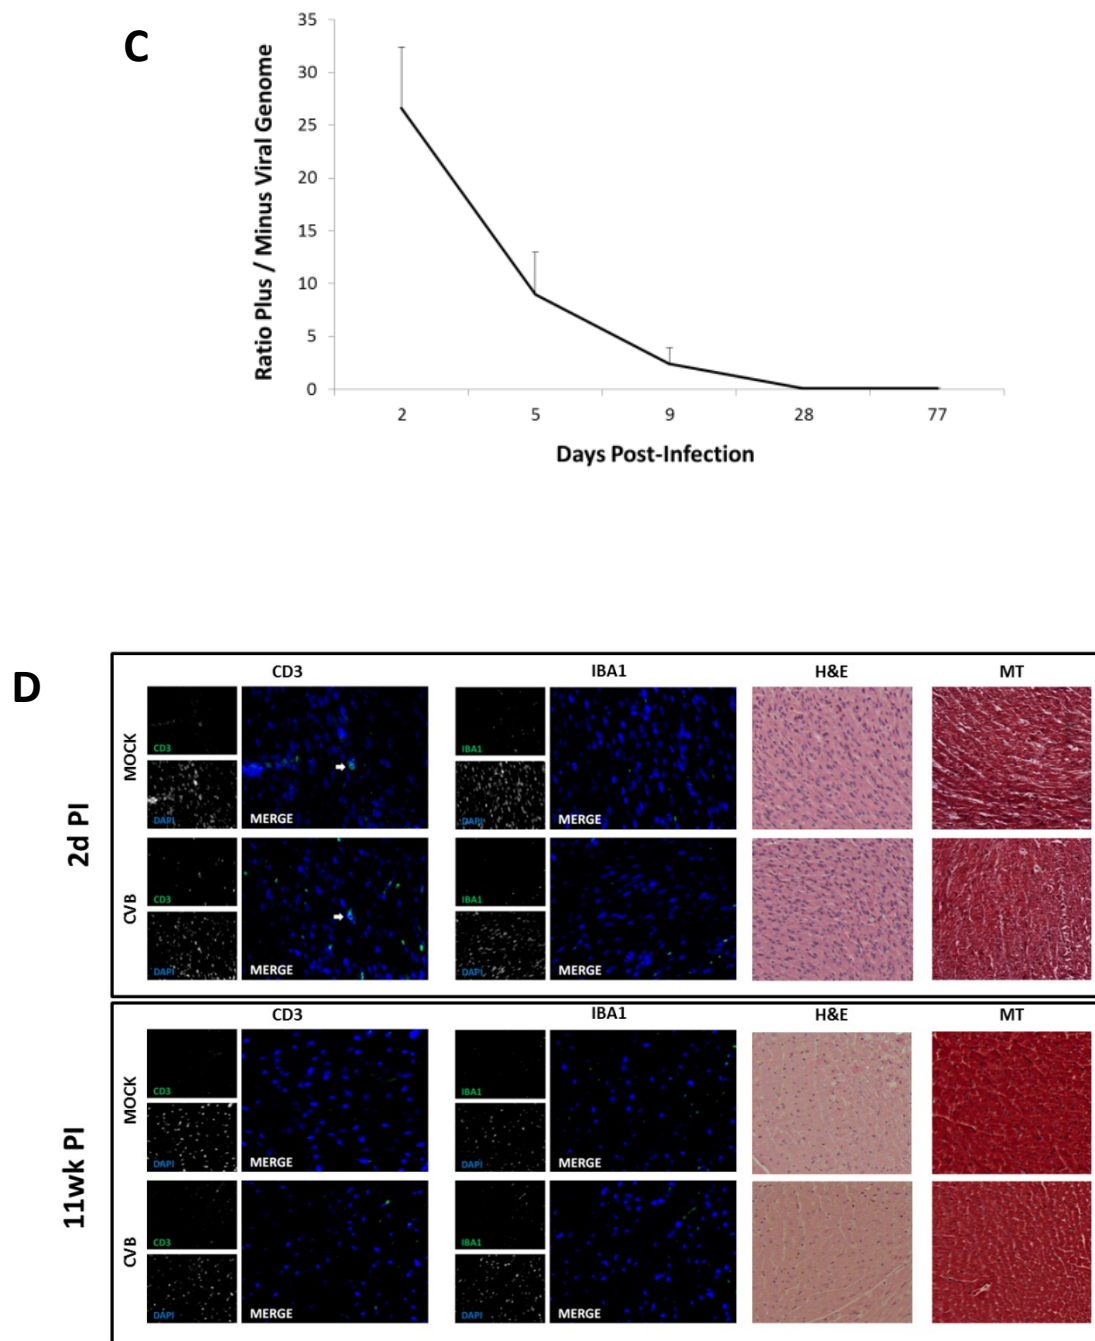 C
Ratio Plus / Minus Viral Genome
35
30
25
20
15
10
5
0
2 5 9 28 77
Days Post-Infection
D
CD3 IBA1 H&E MT
2d PI
MOCK
CD3
DAPI
MERGE
IBA1
DAPI
MERGE
CVB
CD3
DAPI
MERGE
IBA1
DAPI
MERGE
CD3 IBA1 H&E MT
11wk PI
MOCK
CD3
DAPI
MERGE
IBA1
DAPI
MERGE
CVB
CD3
DAPI
MERGE
IBA1
DAPI
MERGE